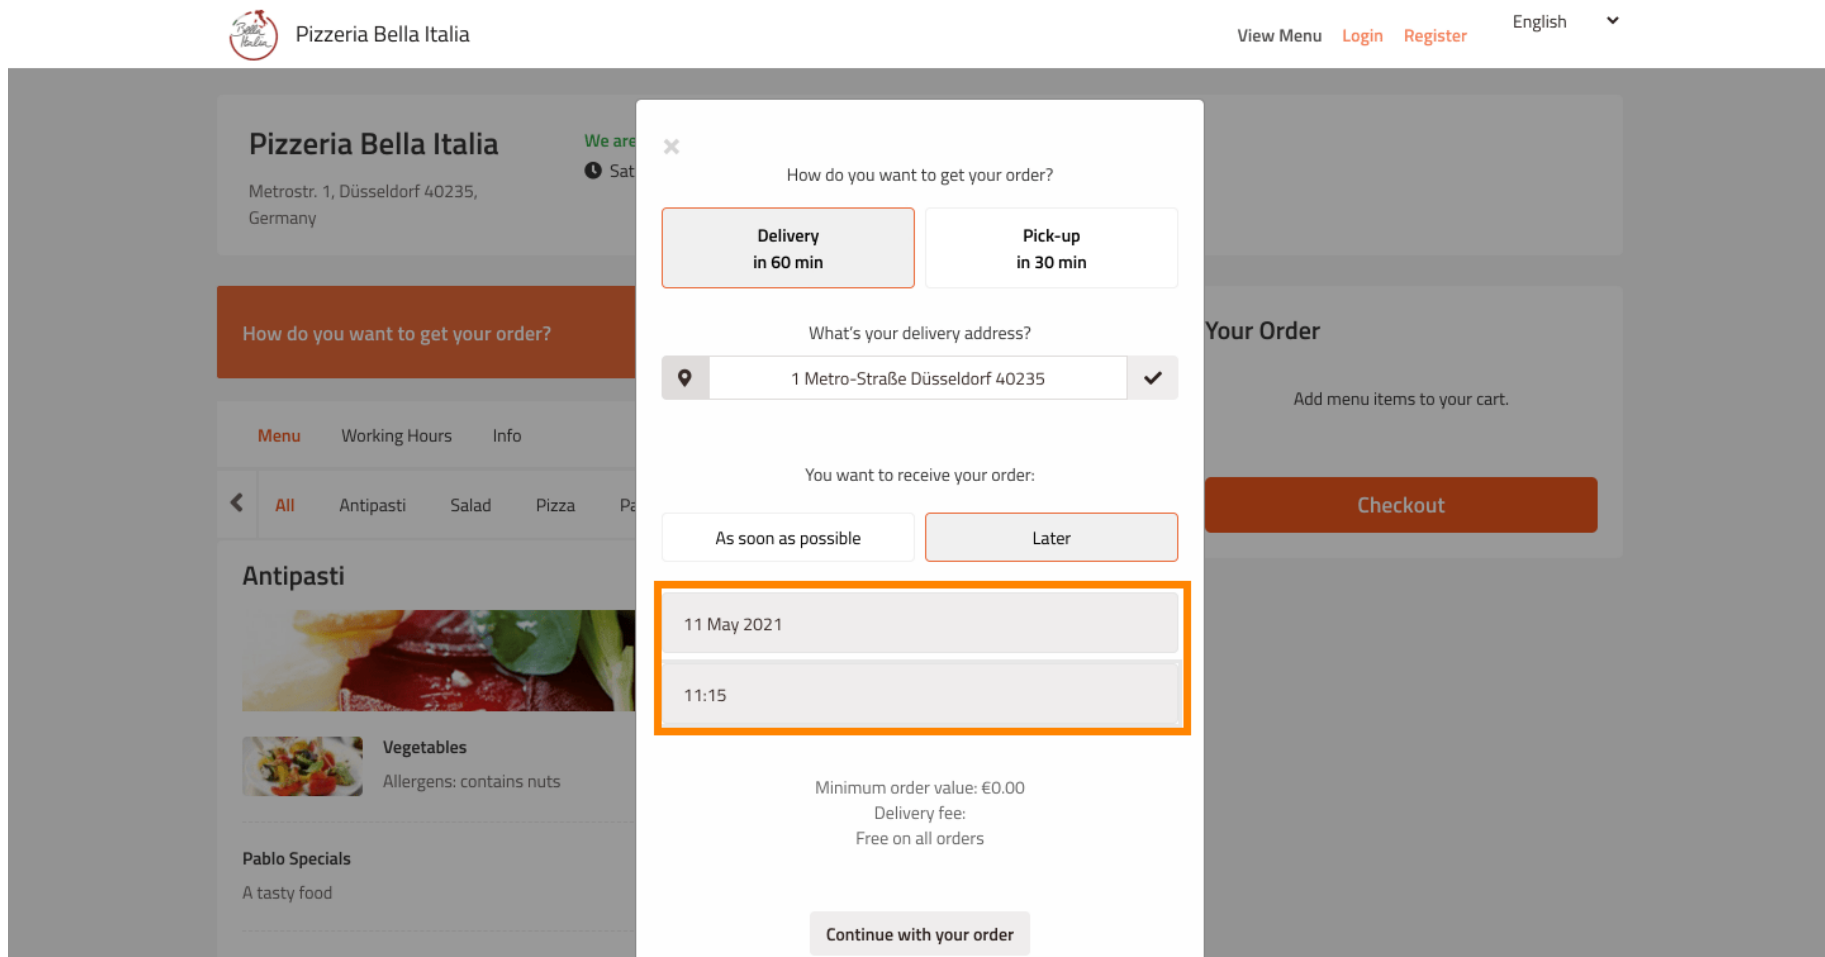 Bella
Italia
Pizzeria Bella Italia
View Menu
Login
Register
English
Pizzeria Bella Italia
Metrostr. 1, Düsseldorf 40235,
Germany
We are
Sat
How do you want to get your order?
Menu
Working Hours
Info
All
Antipasti
Salad
Pizza
Pa
Antipasti
Vegetables
Allergens: contains nuts
Pablo Specials
A tasty food
How do you want to get your order?
Delivery
in 60 min
Pick-up
in 30 min
What's your delivery address?
1 Metro-Straße Düsseldorf 40235
You want to receive your order:
As soon as possible
Later
11 May 2021
11:15
Minimum order value: €0.00
Delivery fee:
Free on all orders
Continue with your order
Your Order
Add menu items to your cart.
Checkout